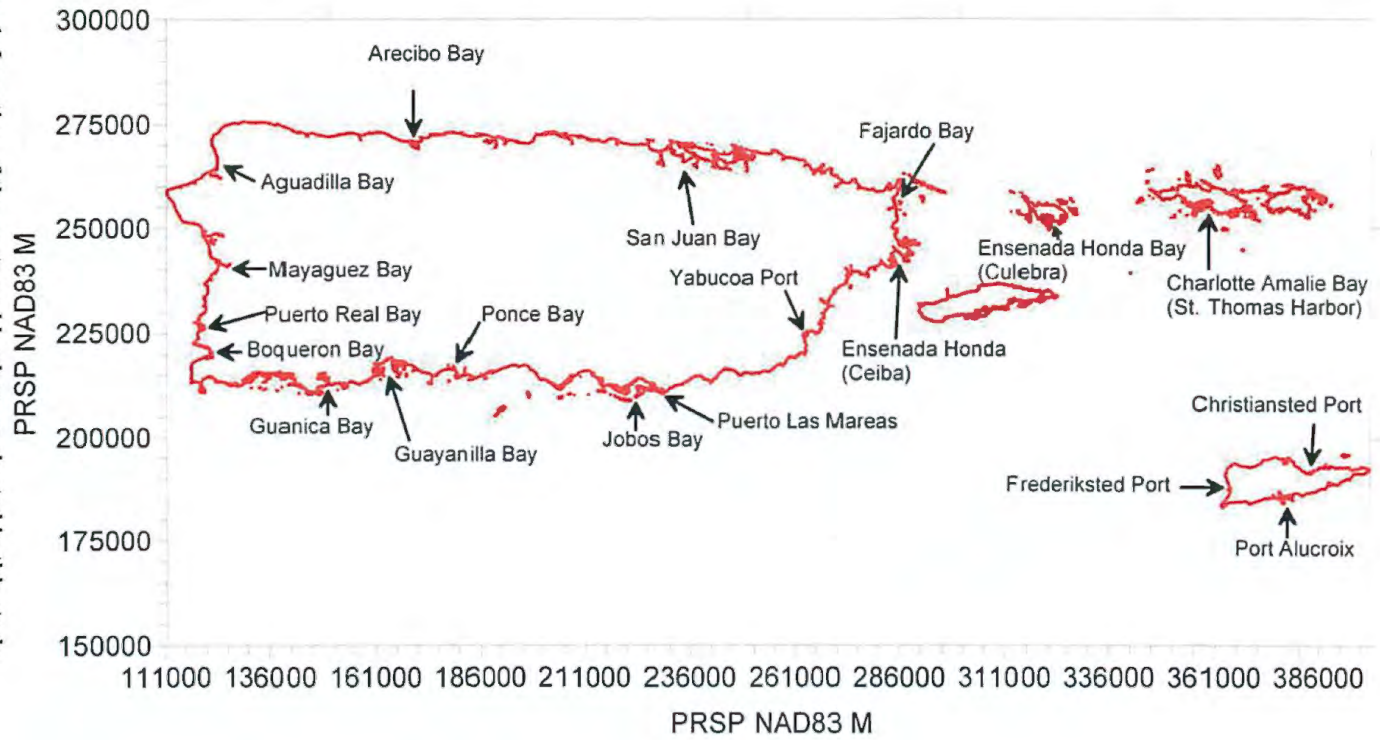 300000
275000
250000
225000
200000
175000
150000
PRSP NAD83 M
Arecibo Bay
Fajardo Bay
Aguadilla Bay
San Juan Bay
Ensenada Honda Bay
(Culebra)
Mayaguez Bay
Yabucoa Port
Charlotte Amalie Bay
(St. Thomas Harbor)
Puerto Real Bay
Ponce Bay
Boqueron Bay
Ensenada Honda
(Ceiba)
Guanica Bay
Guayanilla Bay
Jobos Bay
Puerto Las Mareas
Christiansted Port
Frederiksted Port
Port Alucroix
111000 136000 161000 186000 211000 236000 261000 286000 311000 336000 361000 386000
PRSP NAD83 M